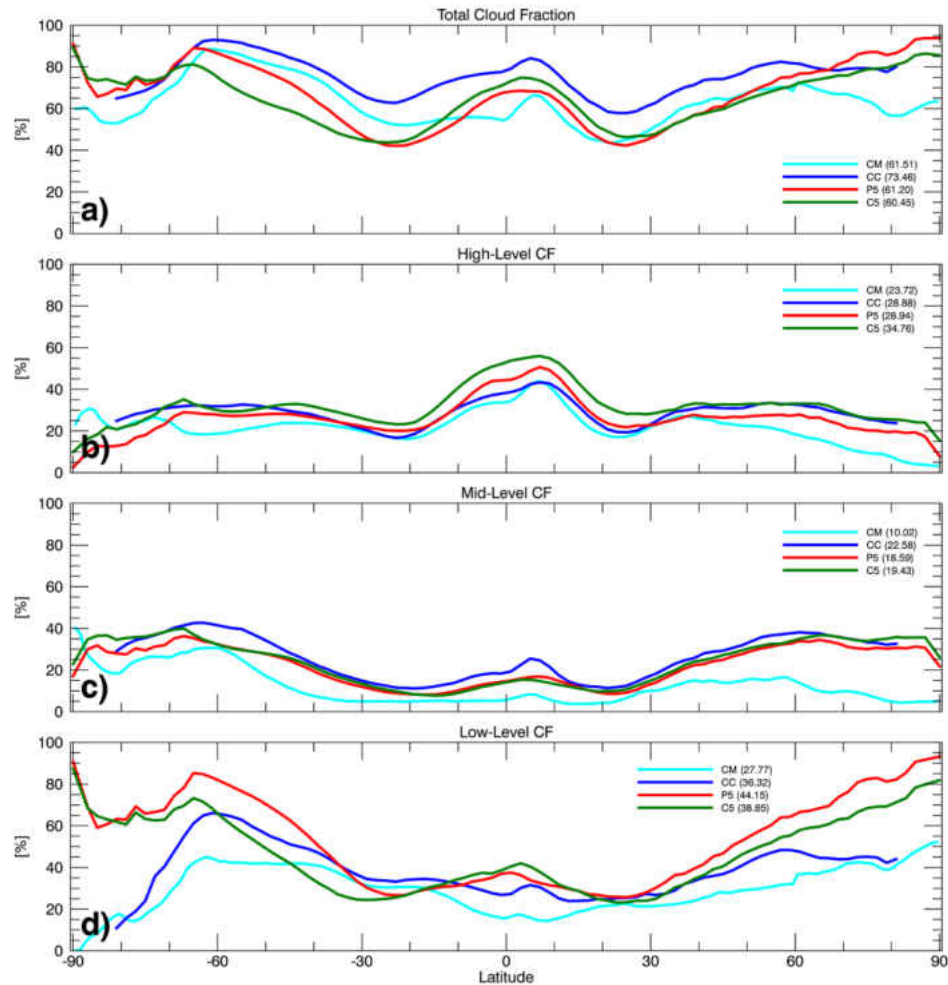 Total Cloud Fraction
100
80
60
40
20
0
[%]
a)
CM (61.51)
CC (73.46)
P5 (61.20)
C5 (60.45)
High-Level CF
100
80
60
40
20
0
[%]
b)
CM (23.72)
CC (28.88)
P5 (28.94)
C5 (34.76)
Mid-Level CF
100
80
60
40
20
0
[%]
c)
CM (10.02)
CC (22.58)
P5 (18.59)
C5 (19.43)
Low-Level CF
100
80
60
40
20
0
[%]
d)
CM (27.77)
CC (36.32)
P5 (44.15)
C5 (38.85)
-90 -60 -30 0 30 60 90
Latitude